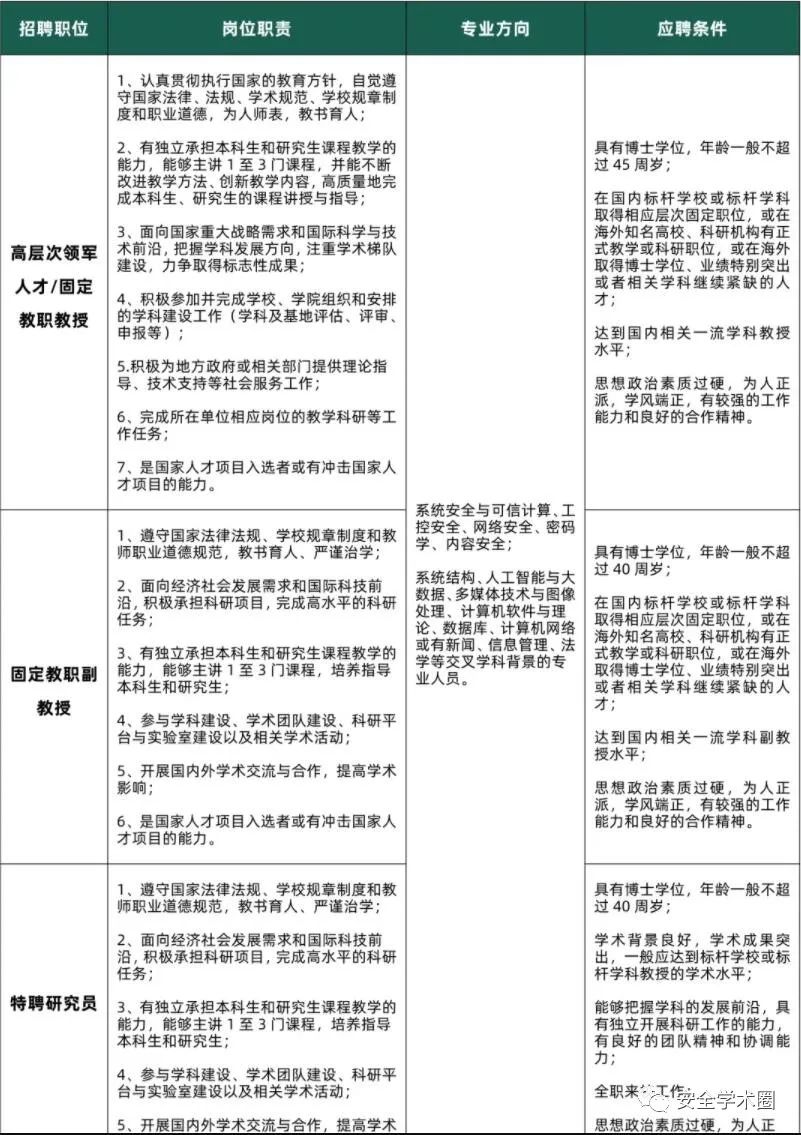 招聘职位
岗位职责
专业方向
应聘条件
高层次领军
人才/固定
教职教授
1、认真贯彻执行国家的教育方针，自觉遵
守国家法律、法规、学术规范、学校规章制
度和职业道德，为人师表，教书育人；
2、有独立承担本科生和研究生课程教学的
能力，能够主讲 1 至 3 门课程，并能不断
改进教学方法、创新教学内容，高质量地完
成本科生、研究生的课程讲授与指导；
3、面向国家重大战略需求和国际科学与技
术前沿，把握学科发展方向，注重学术梯队
建设，力争取得标志性成果；
4、积极参加并完成学校、学院组织和安排
的学科建设工作（学科及基地评估、评审、
申报等）；
5.积极为地方政府或相关部门提供理论指
导、技术支持等社会服务工作；
6、完成所在单位相应岗位的教学科研等工
作任务；
7、是国家人才项目入选者或有冲击国家人
才项目的能力。
系统安全与可信计算、工
控安全、网络安全、密码
学、内容安全；
系统结构、人工智能与大
数据、多媒体技术与图像
处理、计算机软件与理
论、数据库、计算机网络
或有新闻、信息管理、法
学等交叉学科背景的专
业人员。
具有博士学位，年龄一般不超
过 45 周岁；
在国内标杆学校或标杆学科
取得相应层次固定职位，或在
海外知名高校、科研机构有正
式教学或科研职位，或在海外
取得博士学位、业绩特别突出
或者相关学科继续紧缺的人
才；
达到国内相关一流学科教授
水平；
思想政治素质过硬，为人正
派，学风端正，有较强的工作
能力和良好的合作精神。
固定教职副
教授
1、遵守国家法律法规、学校规章制度和教
师职业道德规范，教书育人、严谨治学；
2、面向经济社会发展需求和国际科技前
沿，积极承担科研项目，完成高水平的科研
任务；
3、有独立承担本科生和研究生课程教学的
能力，能够主讲 1 至 3 门课程，培养指导
本科生和研究生；
4、参与学科建设、学术团队建设、科研平
台与实验室建设以及相关学术活动；
5、开展国内外学术交流与合作，提高学术
影响；
6、是国家人才项目入选者或有冲击国家人
才项目的能力。
具有博士学位，年龄一般不超
过 40 周岁；
在国内标杆学校或标杆学科
取得相应层次固定职位，或在
海外知名高校、科研机构有正
式教学或科研职位，或在海外
取得博士学位、业绩特别突出
或者相关学科继续紧缺的人
才；
达到国内相关一流学科副教
授水平；
思想政治素质过硬，为人正
派，学风端正，有较强的工作
能力和良好的合作精神。
特聘研究员
1、遵守国家法律法规、学校规章制度和教
师职业道德规范，教书育人、严谨治学；
2、面向经济社会发展需求和国际科技前
沿，积极承担科研项目，完成高水平的科研
任务；
3、有独立承担本科生和研究生课程教学的
能力，能够主讲 1 至 3 门课程，培养指导
本科生和研究生；
4、参与学科建设、学术团队建设、科研平
台与实验室建设以及相关学术活动；
5、开展国内外学术交流与合作，提高学术
具有博士学位，年龄一般不超
过 40 周岁；
学术背景良好，学术成果突
出，一般应达到标杆学校或标
杆学科教授的学术水平；
能够把握学科的发展前沿，具
有独立开展科研工作的能力，
有良好的团队精神和协调能
力；
全职来 工作；
思想政治素质过硬，为人正
安全学术圈